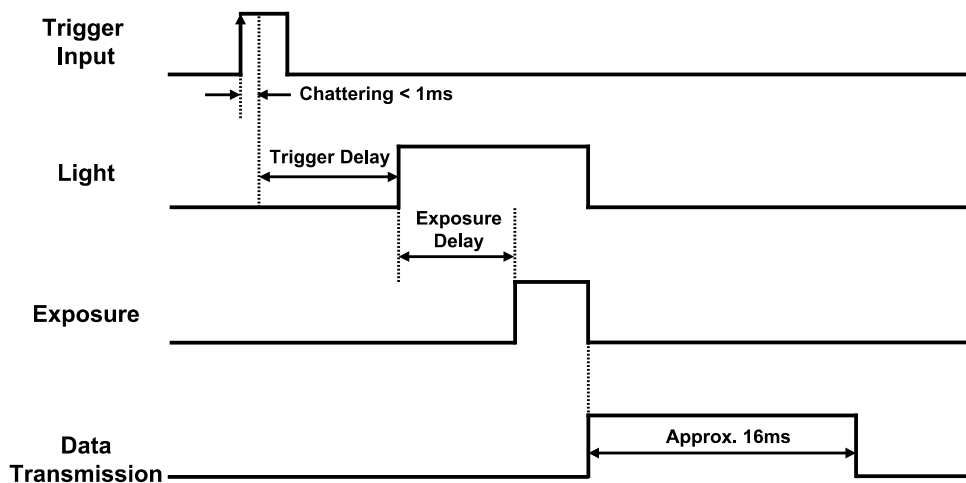 Trigger
Input
Chattering < 1ms
Light
Trigger Delay
Exposure
Delay
Exposure
Data
Transmission
Approx. 16ms